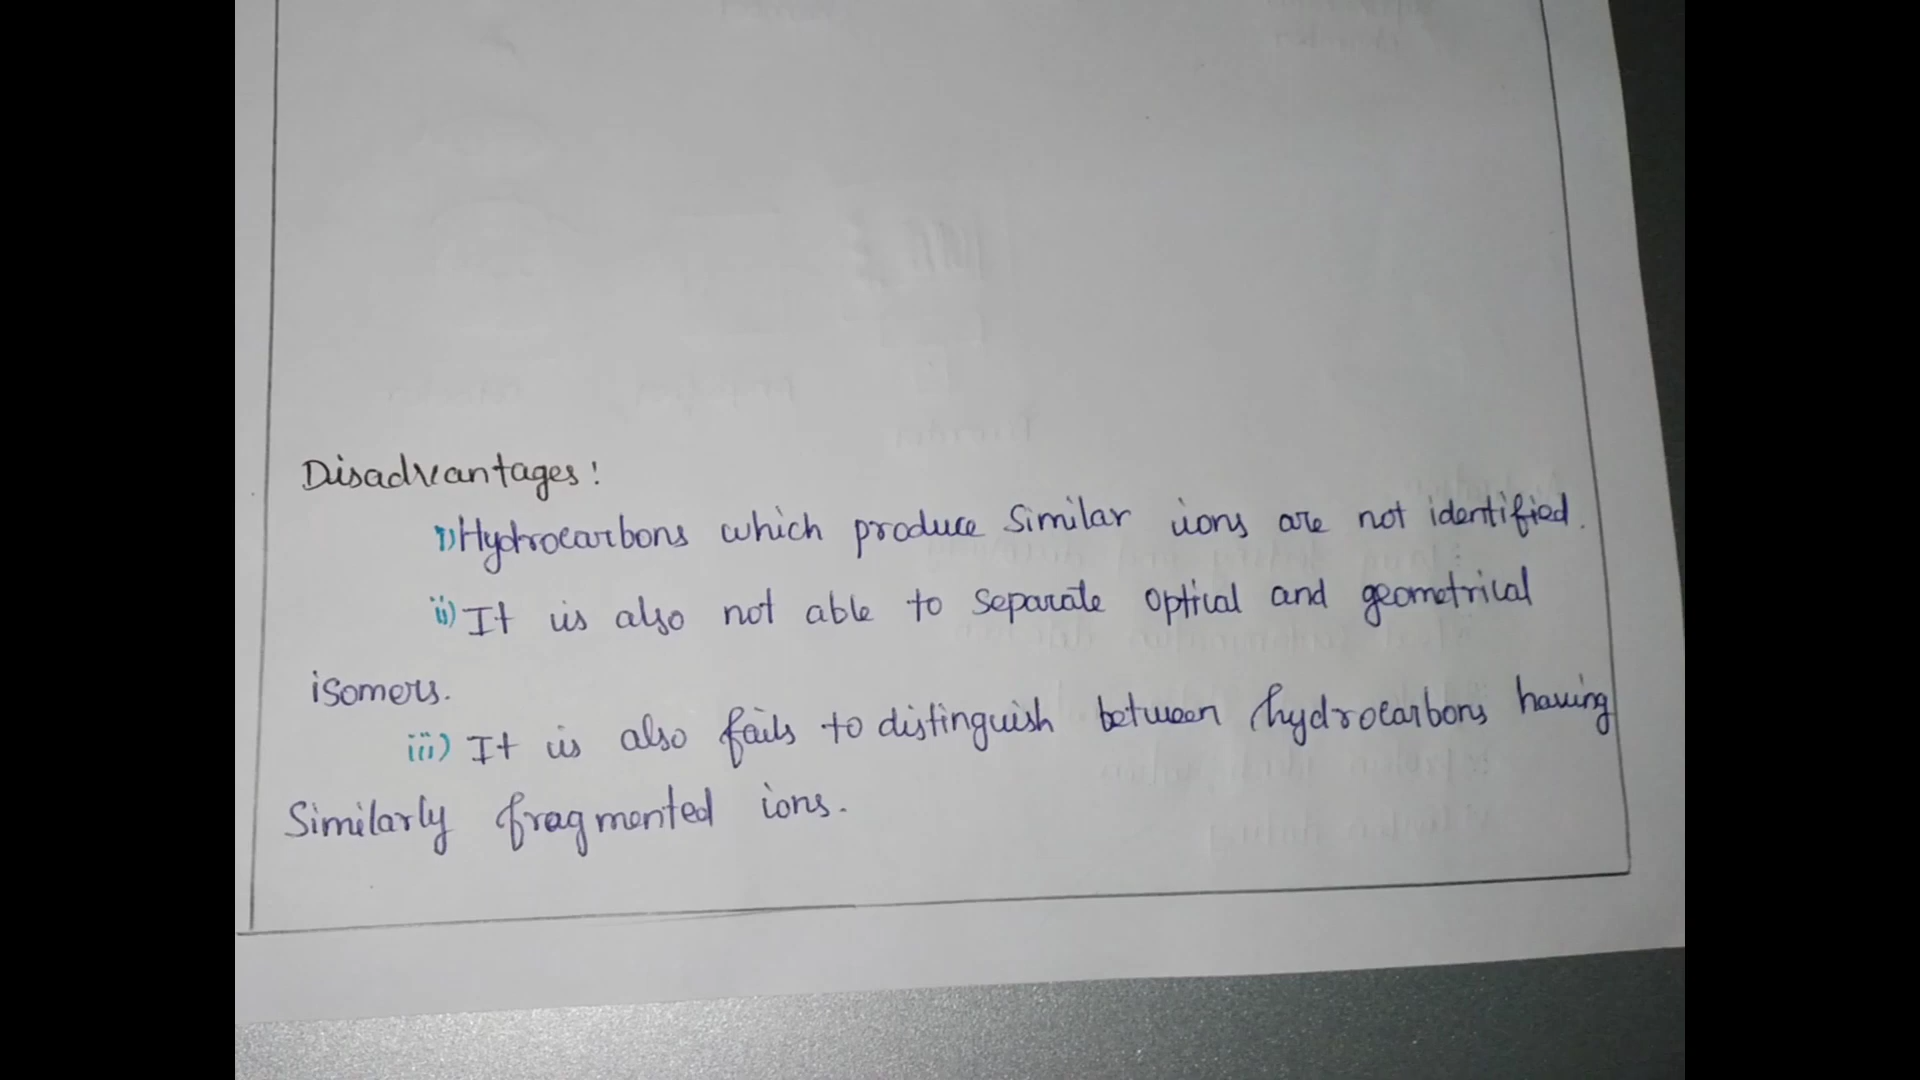 Disadvantages:
i) Hydrocarbons which produce similar ions are not identified.
ii) It is also not able to separate optical and geometrical
isomers.
iii) It is also fails to distinguish between hydrocarbons having
Similarly fragmented ions.